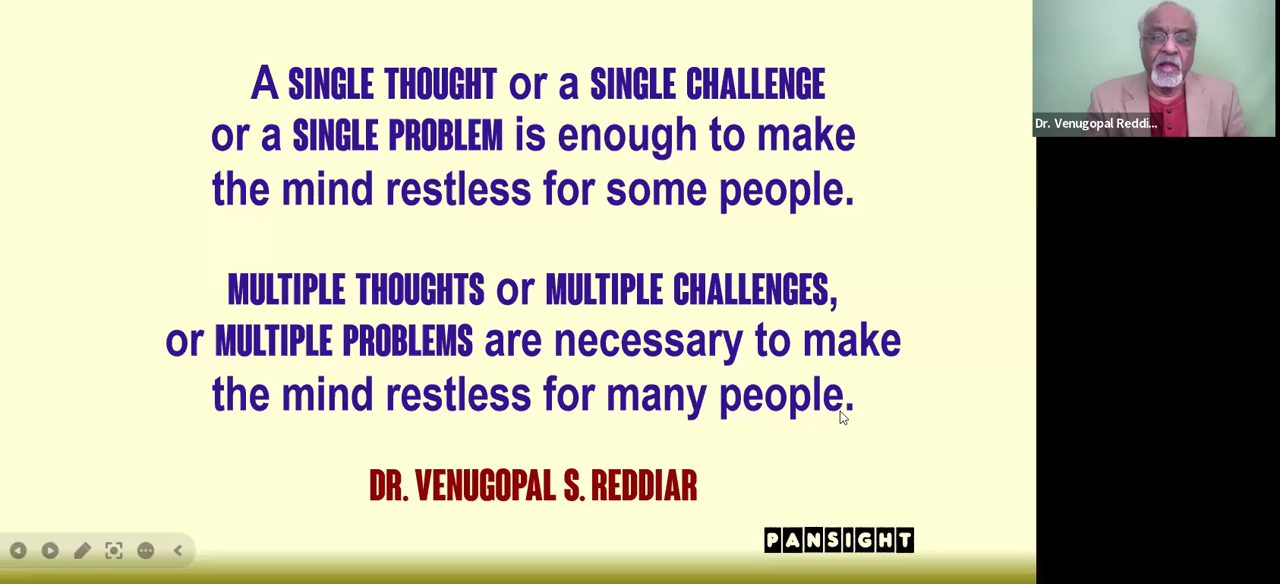 A SINGLE THOUGHT or a SINGLE CHALLENGE
or a SINGLE PROBLEM is enough to make
the mind restless for some people.
MULTIPLE THOUGHTS or MULTIPLE CHALLENGES,
or MULTIPLE PROBLEMS are necessary to make
the mind restless for many people.
DR. VENUGOPAL S. REDDIAR
PANSIGHT
Dr. Venugopal Reddi...